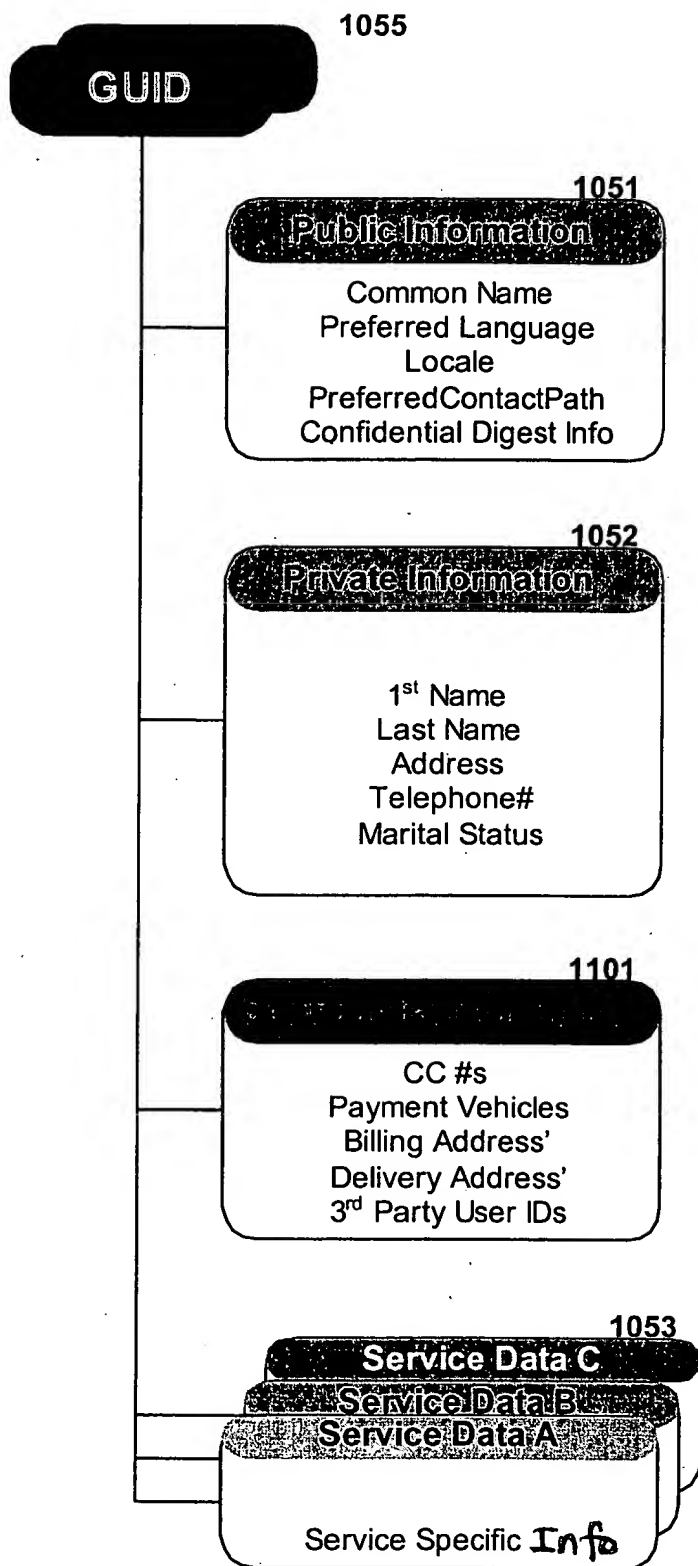 1055
GUID
1051
Public Information
Common Name
Preferred Language
Locale
PreferredContactPath
Confidential Digest Info
1052
Private Information
1st Name
Last Name
Address
Telephone#
Marital Status
1101
CC #s
Payment Vehicles
Billing Address'
Delivery Address'
3rd Party User IDs
1053
Service Data C
Service Data B
Service Data A
Service Specific Info